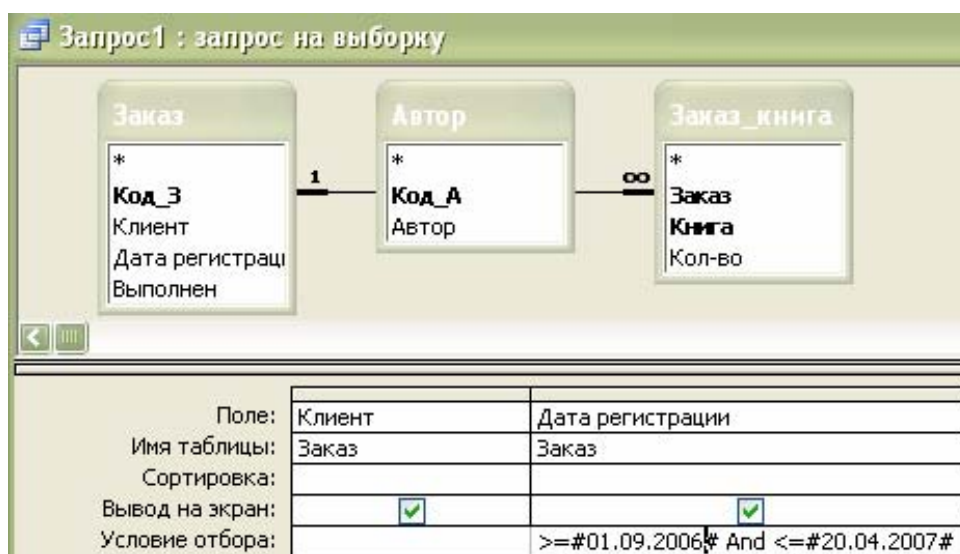 Запрос1 : запрос на выборку
Заказ
*
Код_З
Клиент
Дата регистраци
Выполнен
1
Автор
*
Код_А
Автор
∞
Заказ_книга
*
Заказ
Книга
Кол-во
Поле: Клиент Дата регистрации
Имя таблицы: Заказ Заказ
Сортировка:
Вывод на экран:
Условие отбора: >=#01.09.2006# And <=#20.04.2007#